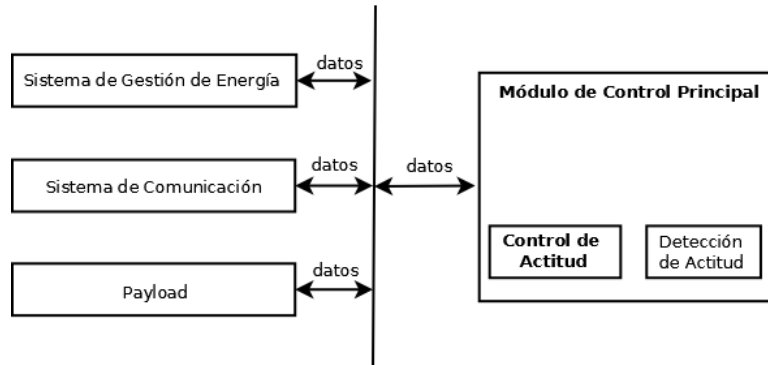 datos
Sistema de Gestión de Energía
datos
Sistema de Comunicación
datos
Payload
datos
Módulo de Control Principal
Control de
Actitud
Detección
de Actitud